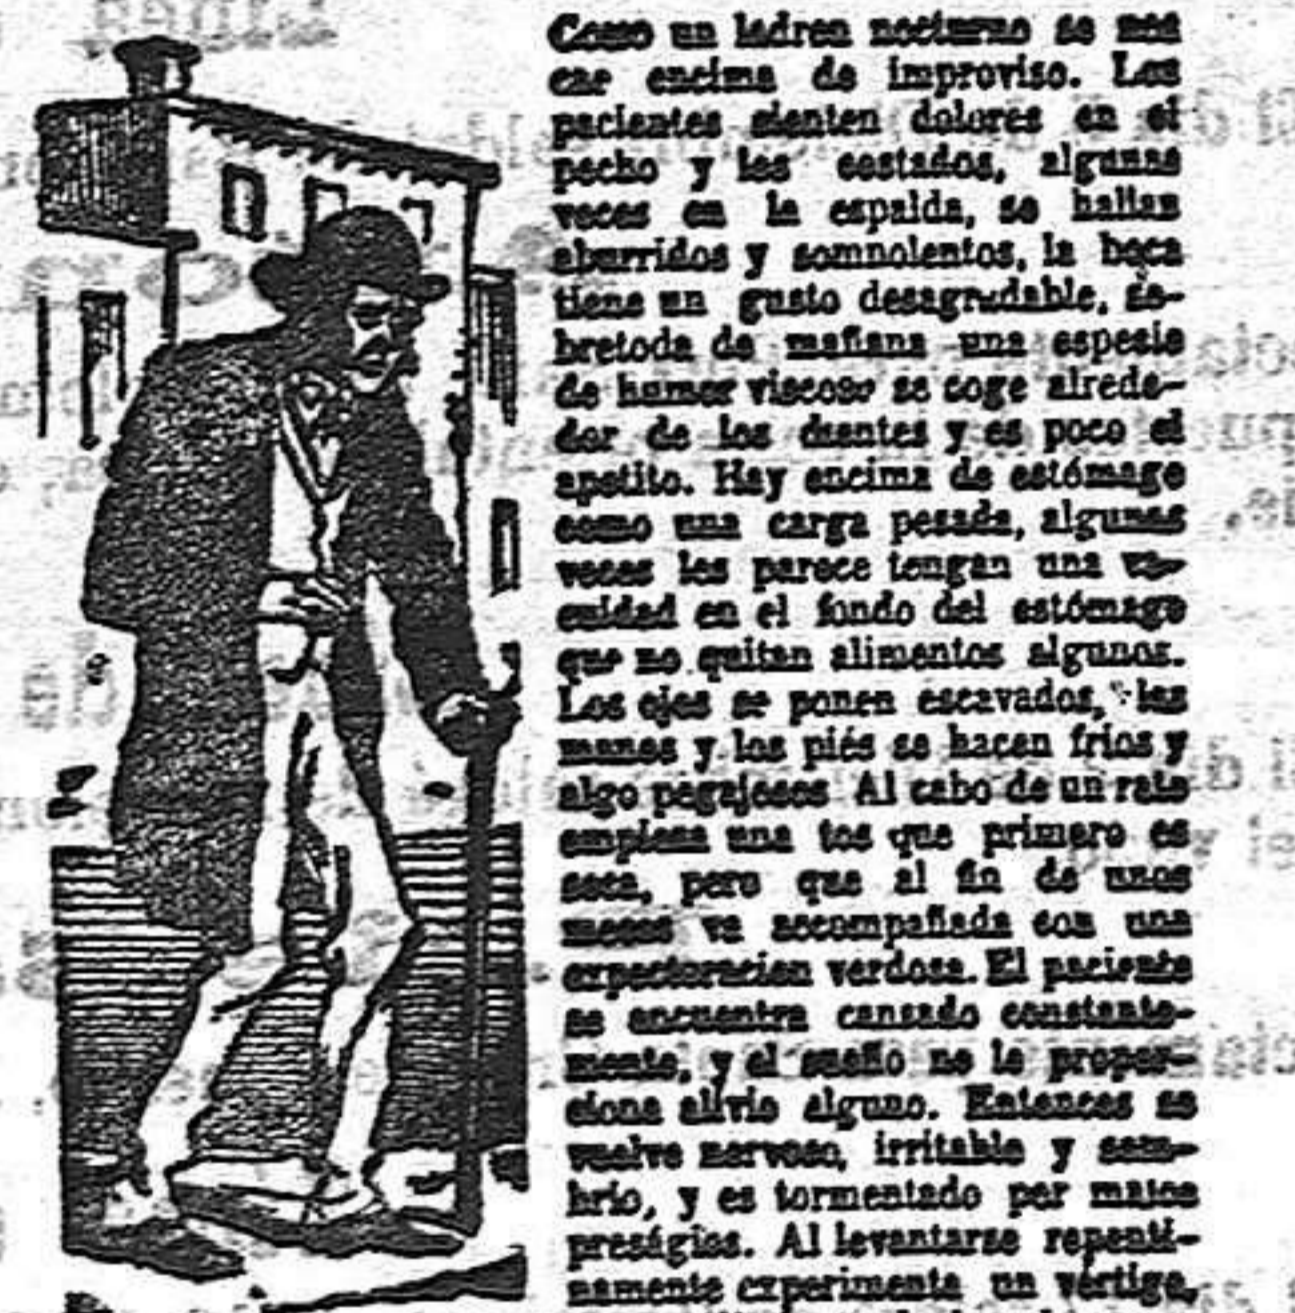 Como un ladron nocturno se nos
cae encima de improviso. Los
pacientes sienten dolores en el
pecho y los costados, algunas
veces en la espalda, se hallan
aburridos y somnolentos, la boca
tiene un gusto desagradable, so-
bretoda de mañana una especie
de humor viscoso se coge alrede-
dor de los dientes y es poco el
apetito. Hay encima de estómago
como una carga pesada, algunas
veces les parece tengan una va-
cuidad en el fondo del estómago
que no quitan alimentos algunos.
Los ojos se ponen escavados, las
manos y los piés se hacen frios y
algo pegajosos Al cabo de un rato
empieza una tos que primero es
seca, pero que al fin de unos
meses va accompañada con una
expectoracion verdosa. El paciente
se encuentra cansado constante-
mente, y el sueño no le propor-
ciona alivio alguno. Entonces se
vuelve nervoso, irritable y som-
brio, y es tormentado por malos
preságios. Al levantarse repenti-
namente experimenta un vértigo,